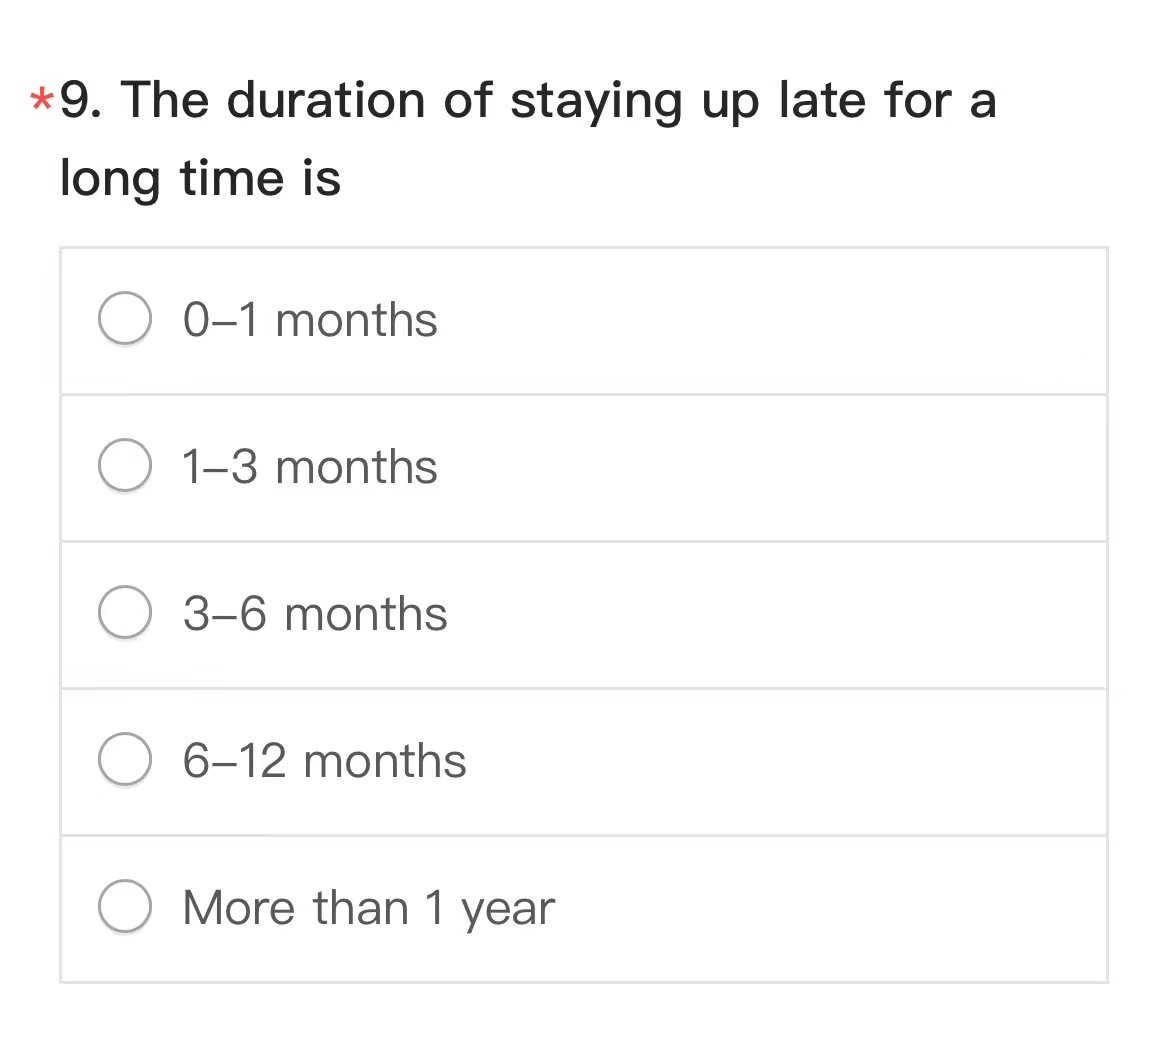 *9. The duration of staying up late for a
long time is
0–1 months
1–3 months
3–6 months
6–12 months
More than 1 year